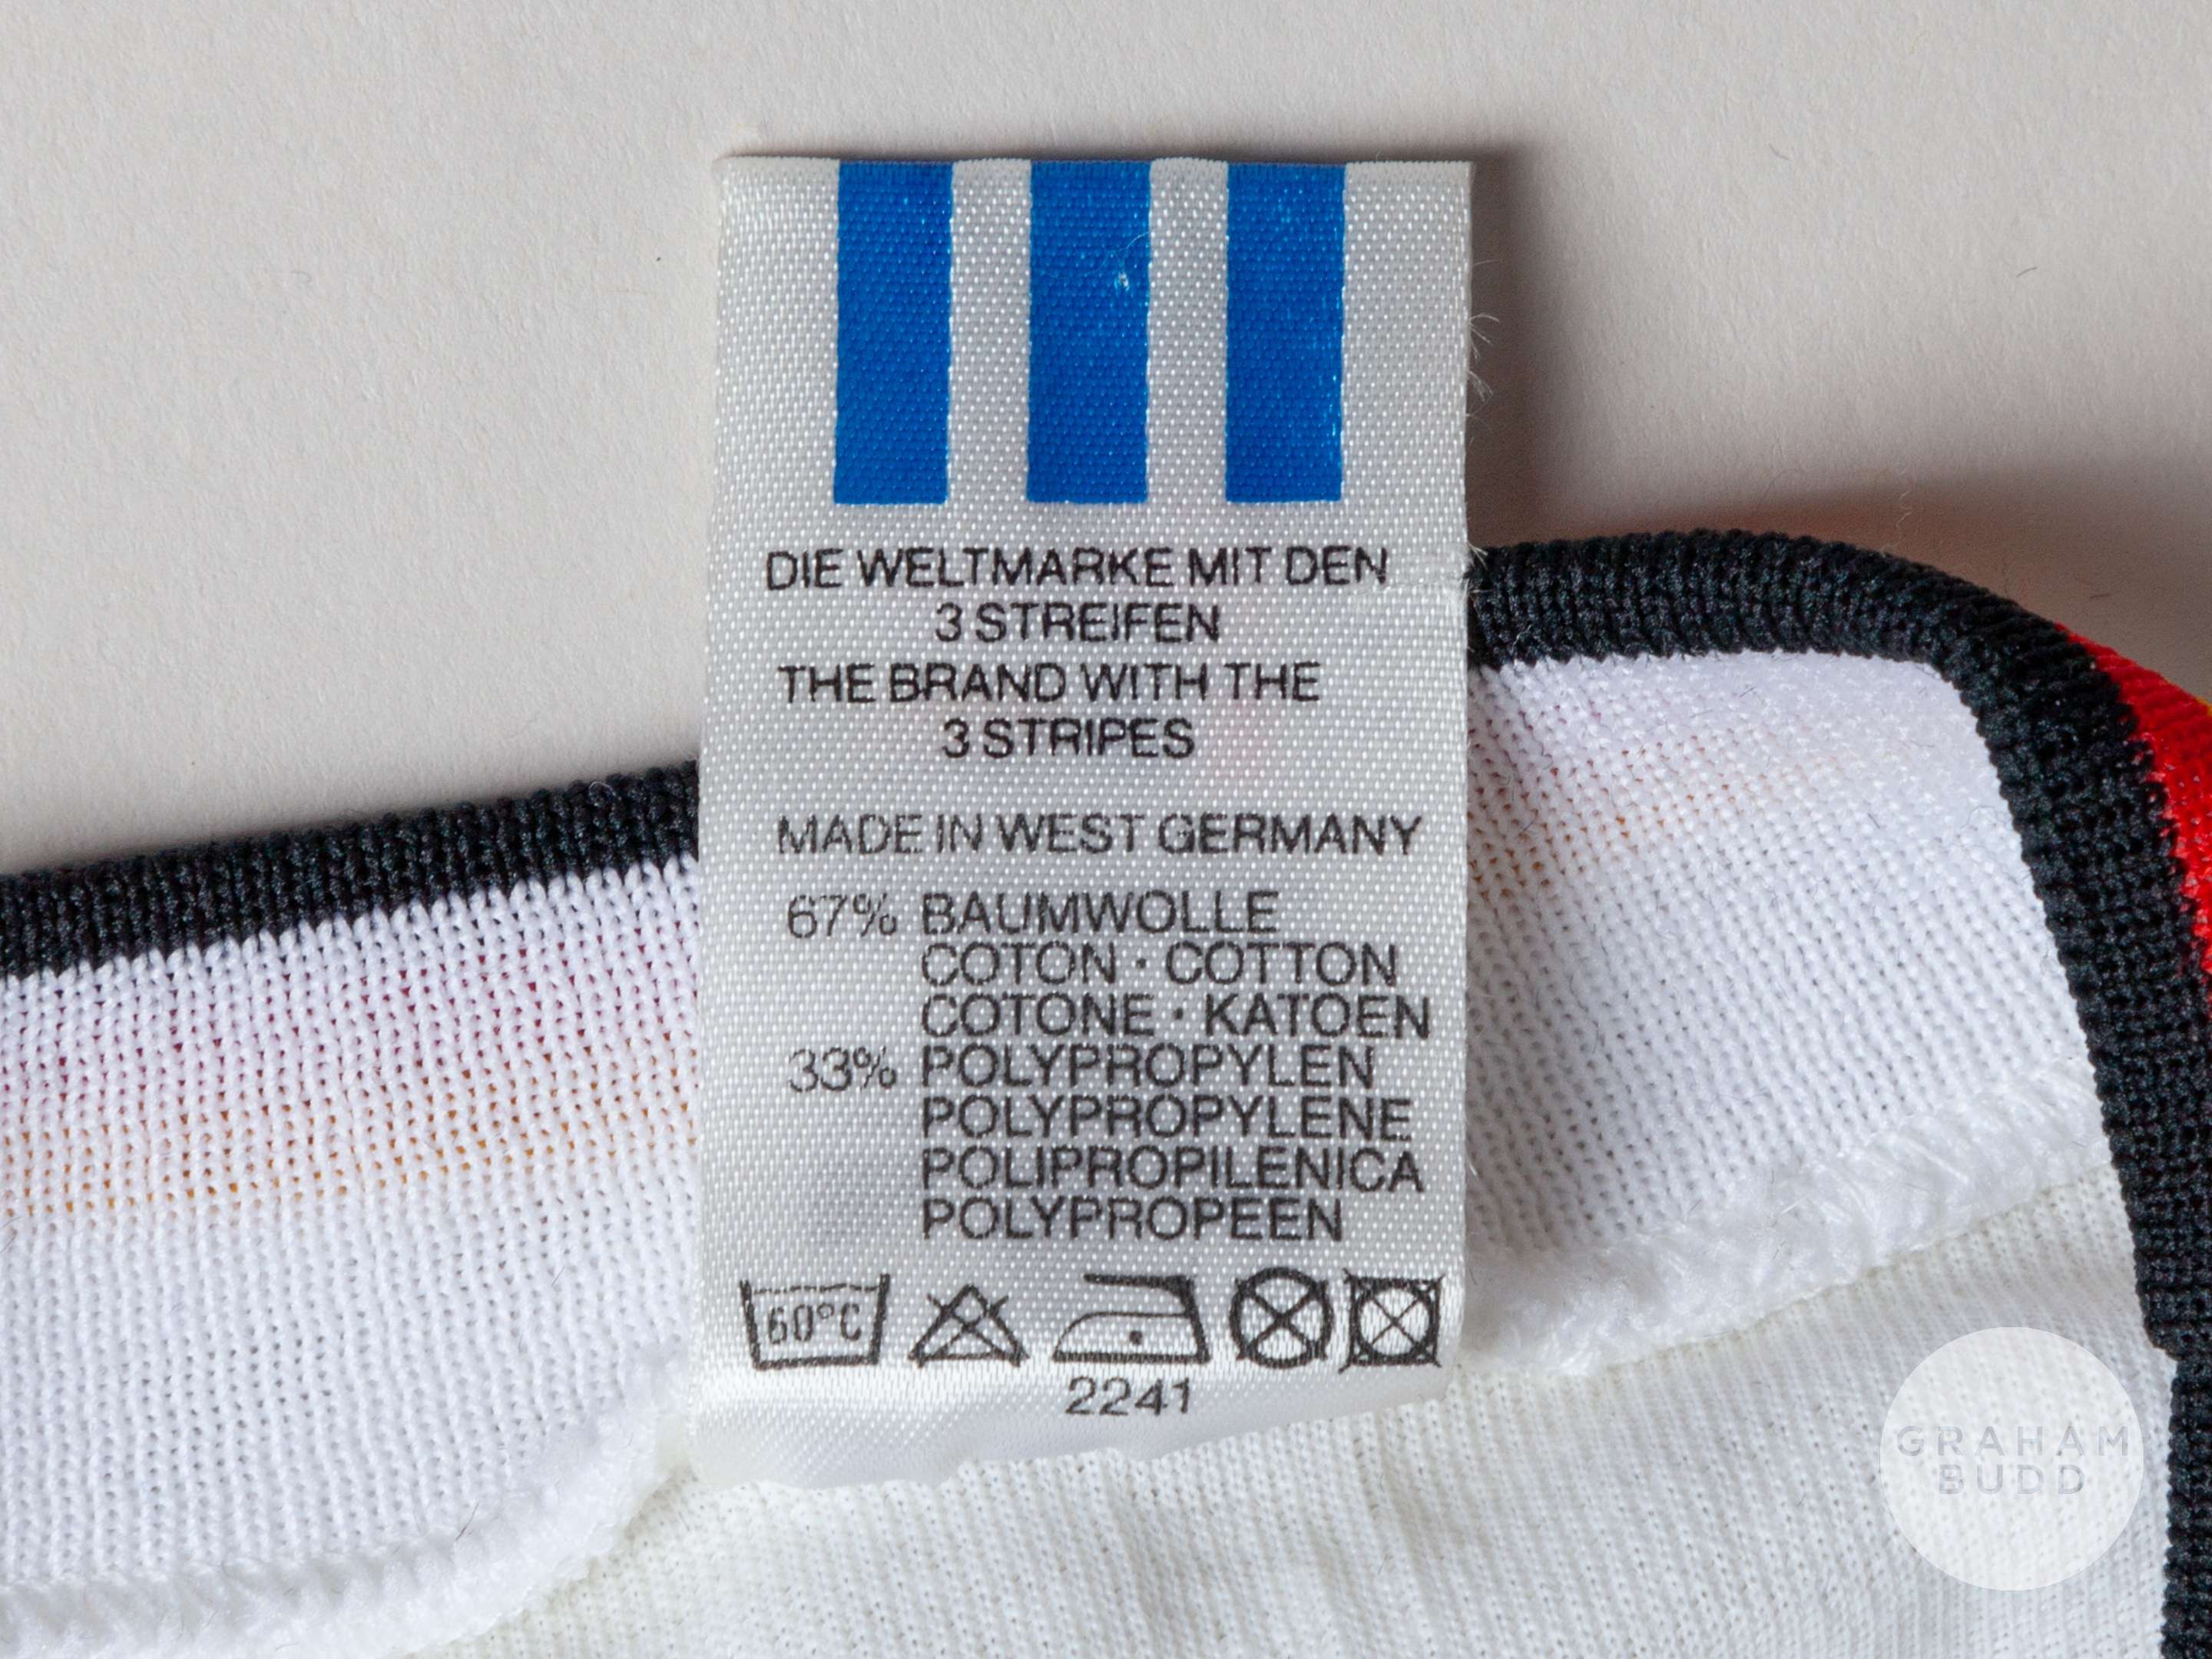 DIE WELTMARKE MIT DEN
3 STREIFEN
THE BRAND WITH THE
3 STRIPES
MADE IN WEST GERMANY
67% BAUMWOLLE
COTON · COTTON
COTONE · KATOEN
33% POLYPROPYLEN
POLYPROPYLENE
POLIPROPILENICA
POLYPROPEEN
60°C
2241
GRAHAM
BUDD